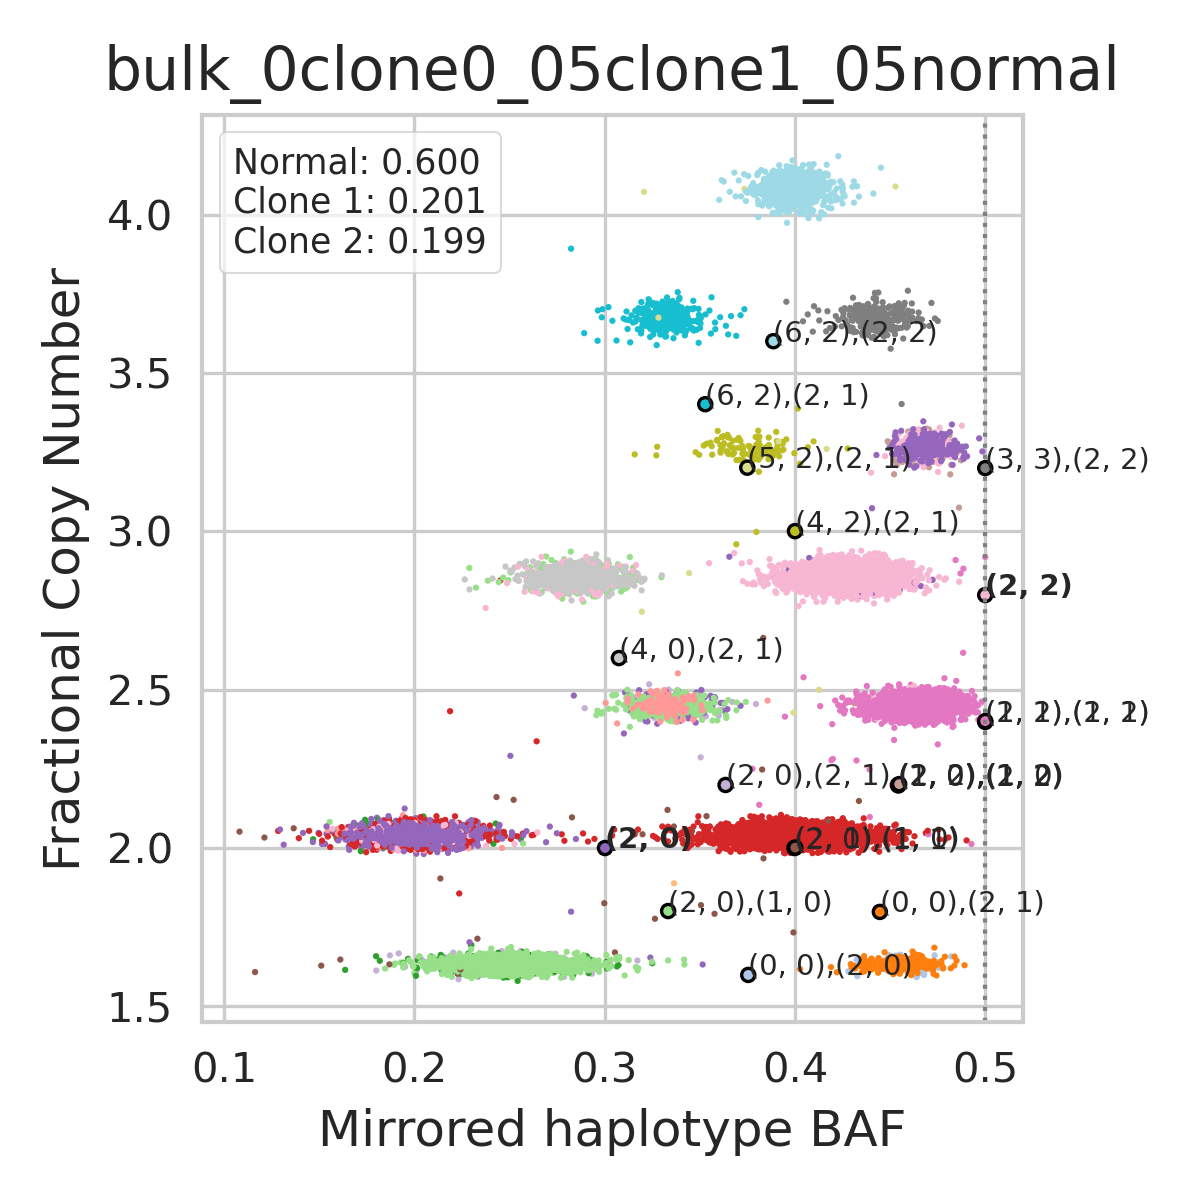 bulk_0clone0_05clone1_05normal
Normal: 0.600
Clone 1: 0.201
Clone 2: 0.199
4.0
3.5
3.0
2.5
2.0
1.5
Fractional Copy Number
(6, 2),(2, 2)
(6, 2),(2, 1)
(5, 2),(2, 1)
(3, 3),(2, 2)
(4, 2),(2, 1)
(2, 2)
(4, 0),(2, 1)
(2, 0),(2, 1)
(2, 0)
(2, 0),(1, 0)
(0, 0),(2, 1)
(0, 0),(2, 0)
0.1
0.2
0.3
0.4
0.5
Mirrored haplotype BAF